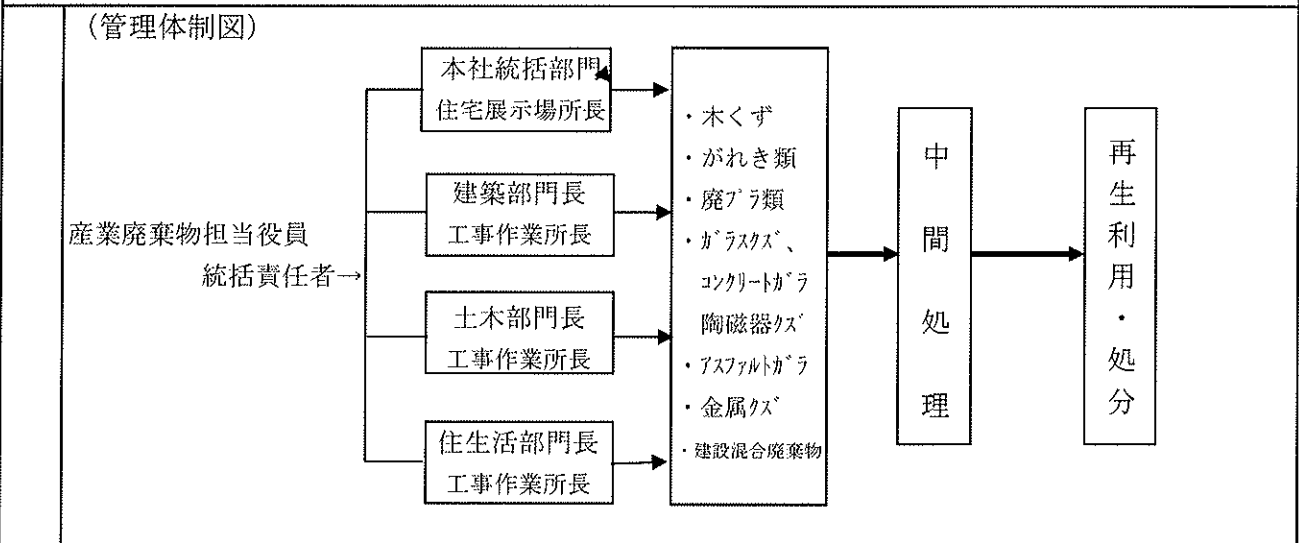 （管理体制図）
本社統括部門
住宅展示場所長
建築部門長
工事作業所長
産業廃棄物担当役員
統括責任者→
土木部門長
工事作業所長
住生活部門長
工事作業所長
・木くず
・がれき類
・廃ﾌﾟﾗ類
・ｶﾞﾗｽｸｽﾞ、
ｺﾝｸﾘｰﾄｶﾞﾗ
陶磁器ｸｽﾞ
・ｱｽﾌｧﾙﾄｶﾞﾗ
・金属ｸｽﾞ
・建設混合廃棄物
中間処理
再生利用・処分